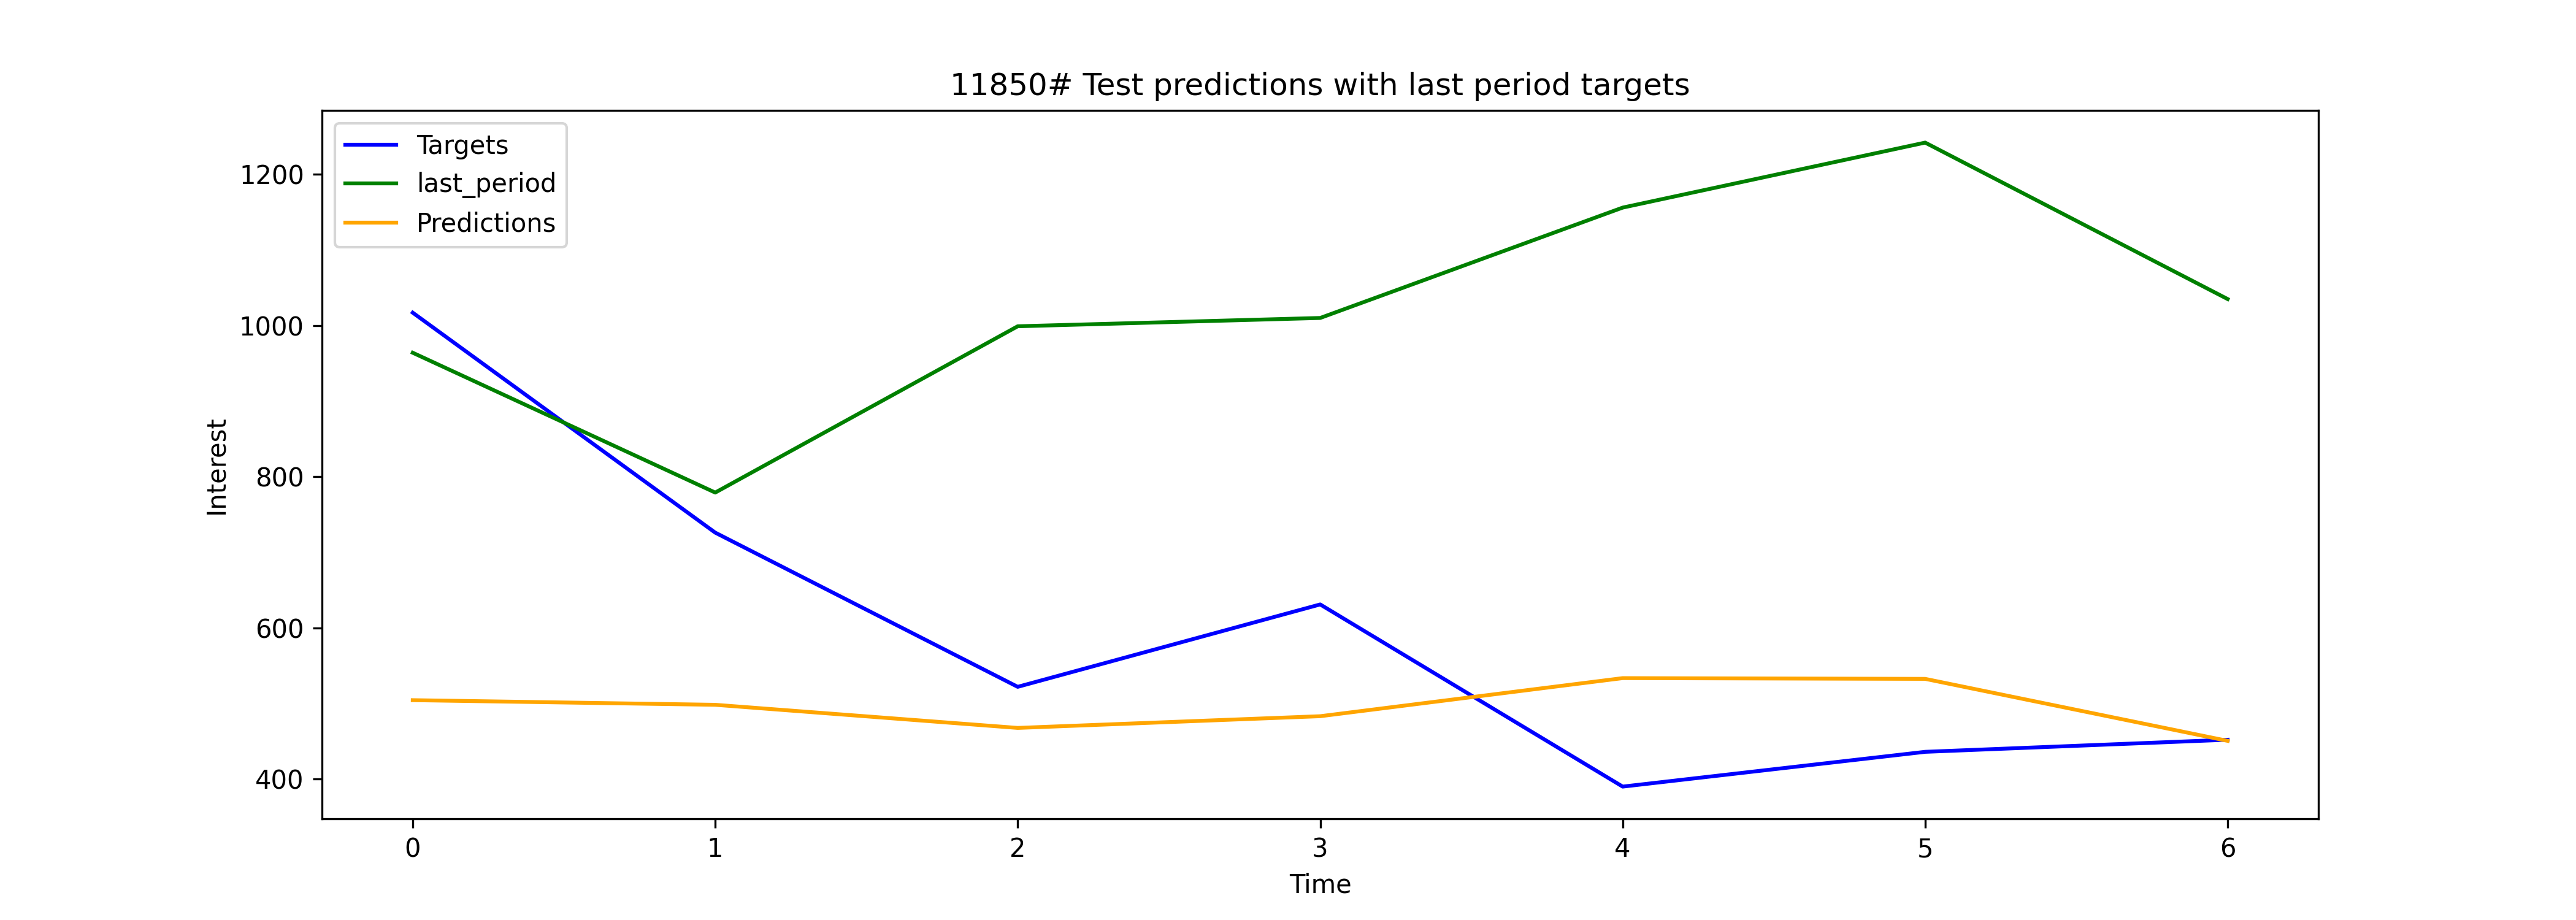 11850# Test predictions with last period targets
Targets
last_period
Predictions
Interest
1200
1000
800
600
400
0 1 2 3 4 5 6
Time